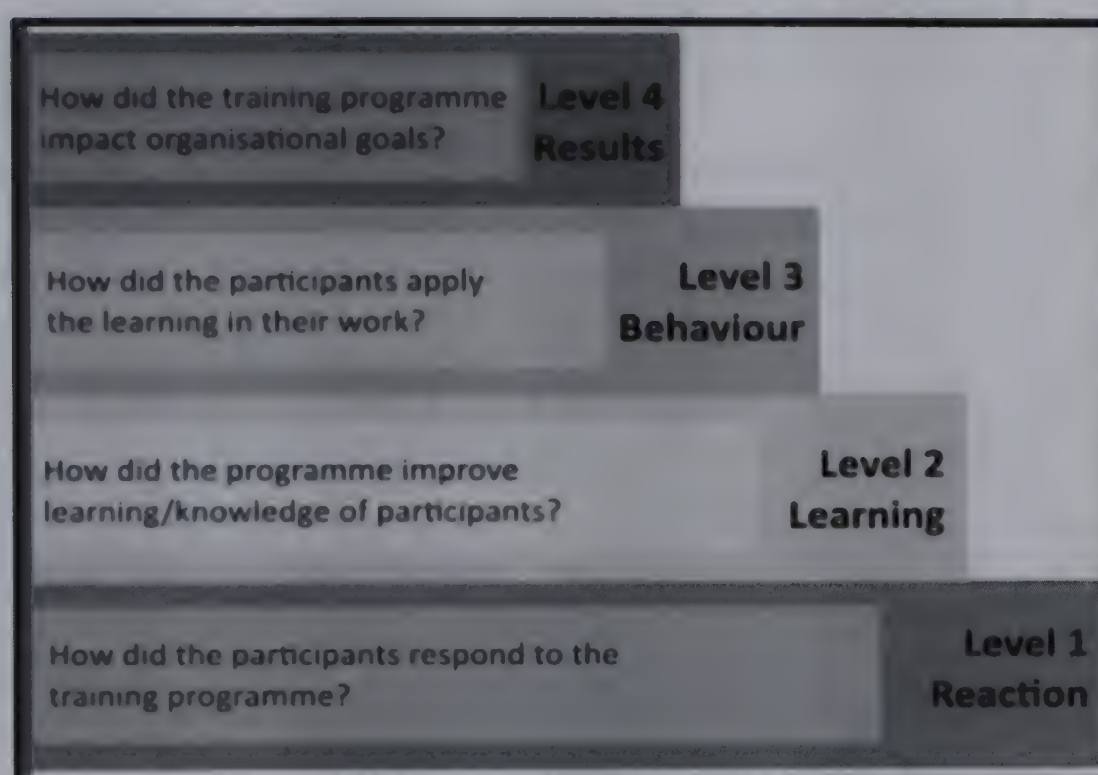 How did the training programme
impact organisational goals?
Level 4
Results
How did the participants apply
the learning in their work?
Level 3
Behaviour
How did the programme improve
learning/knowledge of participants?
Level 2
Learning
How did the participants respond to the
training programme?
Level 1
Reaction